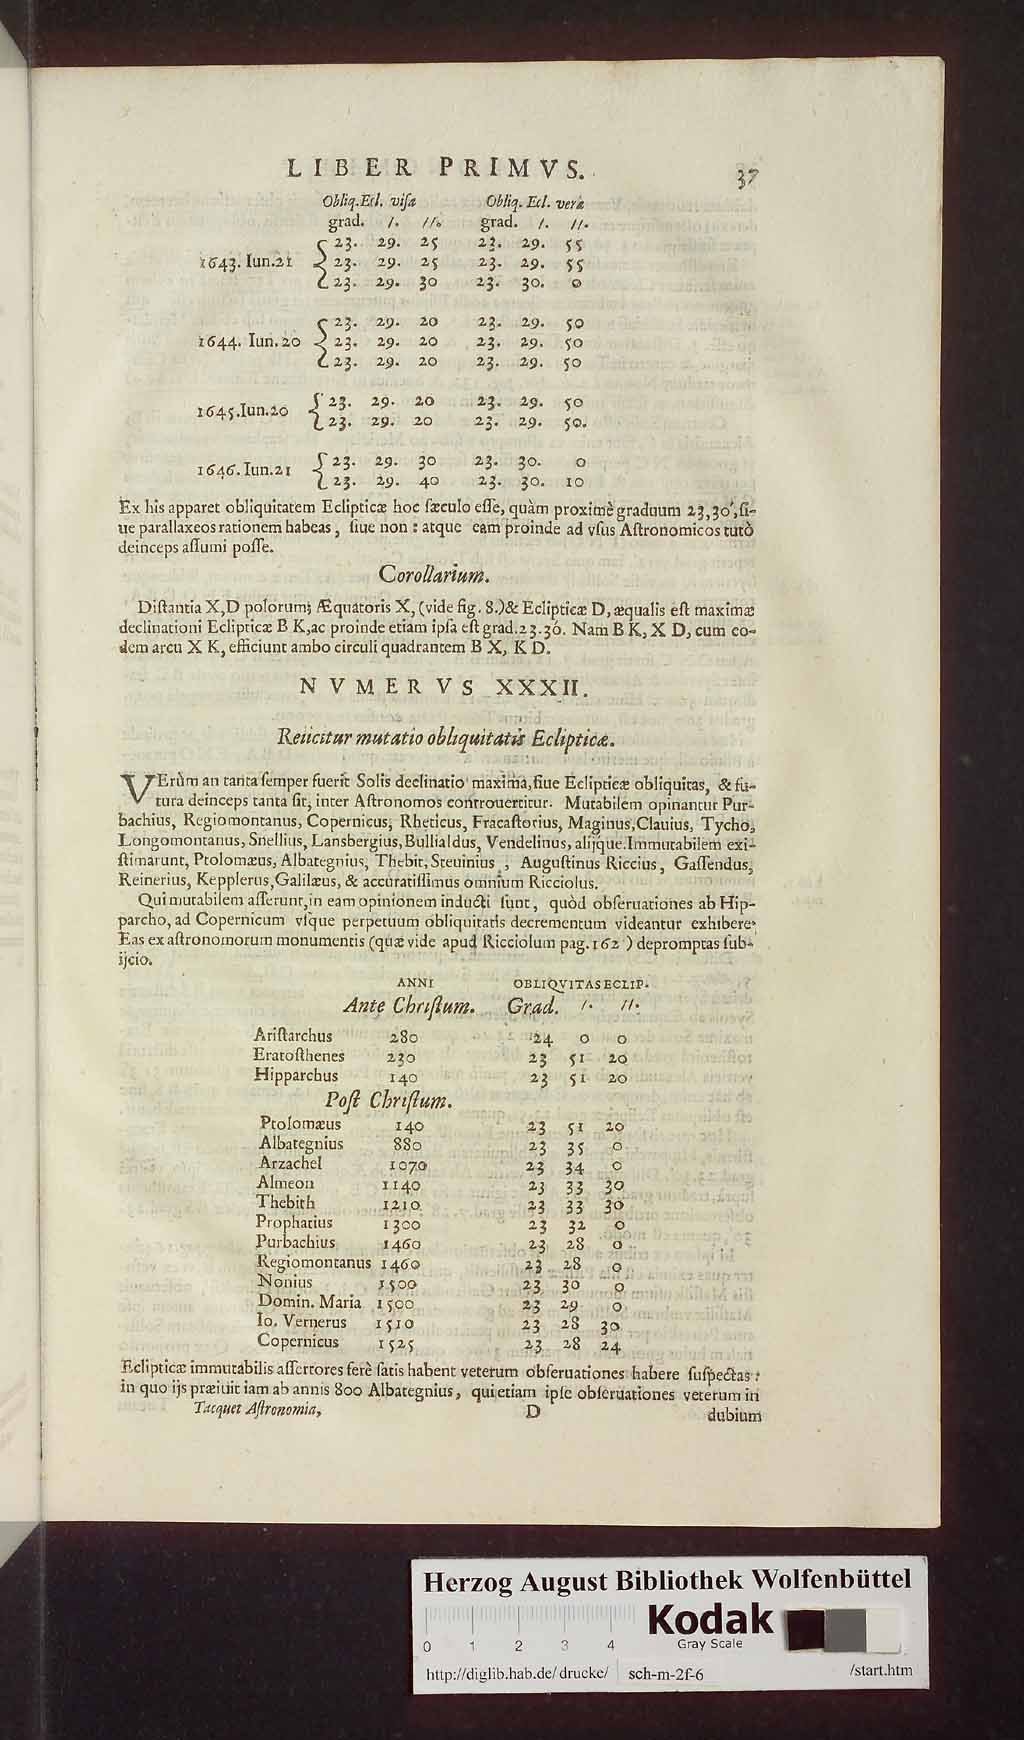 LIBER PRIMVS. 37
Obliq. Ecl. visa Obliq. Ecl. vera
grad. /. //. grad. /. //.
23. 29. 25 23. 29. 55
1643. Iun. 21 23. 29. 25 23. 29. 55
23. 29. 30 23. 30. 0
23. 29. 20 23. 29. 50
1644. Iun. 20 23. 29. 20 23. 29. 50
23. 29. 20 23. 29. 50
1645. Iun. 20 23. 29. 20 23. 29. 50
23. 29. 20 23. 29. 50.
1646. Iun. 21 23. 29. 30 23. 30. 0
23. 29. 40 23. 30. 10
Ex his apparet obliquitatem Eclipticæ hoc sæculo esse, quàm proximè graduum 23,30′, si-
ue parallaxeos rationem habeas, siue non: atque eam proinde ad vsus Astronomicos tutò
deinceps assumi posse.
Corollarium.
Distantia X, D polorum; Æquatoris X, (vide fig. 8.) & Eclipticæ D, æqualis est maximæ
declinationi Eclipticæ B K, ac proinde etiam ipsa est grad. 23. 30. Nam B K, X D, cum eo-
dem arcu X K, efficiunt ambo circuli quadrantem B X, K D.
NVMERVS XXXII.
Reiicitur mutatio obliquitatis Eclipticæ.
VErùm an tanta semper fuerit Solis declinatio maxima, siue Eclipticæ obliquitas, & fu-
tura deinceps tanta sit, inter Astronomos controuertitur. Mutabilem opinantur Pur-
bachius, Regiomontanus, Copernicus, Rheticus, Fracastorius, Maginus, Clauius, Tycho,
Longomontanus, Snellius, Lansbergius, Bullialdus, Vendelinus, alijque. Immutabilem exi-
stimarunt, Ptolomæus, Albategnius, Thebit, Steuinius, Augustinus Riccius, Gassendus,
Reinerius, Kepplerus, Galilæus, & accuratissimus omnium Ricciolus.
Qui mutabilem asserunt, in eam opinionem inducti sunt, quòd obseruationes ab Hip-
parcho, ad Copernicum vsque perpetuum obliquitatis decrementum videantur exhibere.
Eas ex astronomorum monumentis (quæ vide apud Ricciolum pag. 162) depromptas sub-
ijcio.
ANNI OBLIQVITAS ECLIP.
Ante Christum. Grad. /. //.
Aristarchus 280 24 0 0
Eratosthenes 230 23 51 20
Hipparchus 140 23 51 20
Post Christum.
Ptolomæus 140 23 51 20
Albategnius 880 23 35 0
Arzachel 1070 23 34 0
Almeon 1140 23 33 30
Thebith 1210 23 33 30
Prophatius 1300 23 32 0
Purbachius 1460 23 28 0
Regiomontanus 1460 23 28 0
Nonius 1500 23 30 0
Domin. Maria 1500 23 29 0
Io. Vernerus 1510 23 28 30
Copernicus 1525 23 28 24
Eclipticæ immutabilis assertores ferè satis habent veterum obseruationes habere suspectas:
in quo ijs præiuit iam ab annis 800 Albategnius, qui etiam ipse obseruationes veterum in
Tacquet Astronomia, D dubium
Herzog August Bibliothek Wolfenbüttel
Kodak
Gray Scale
0 1 2 3 4
http://diglib.hab.de/drucke/ sch-m-2f-6 /start.htm